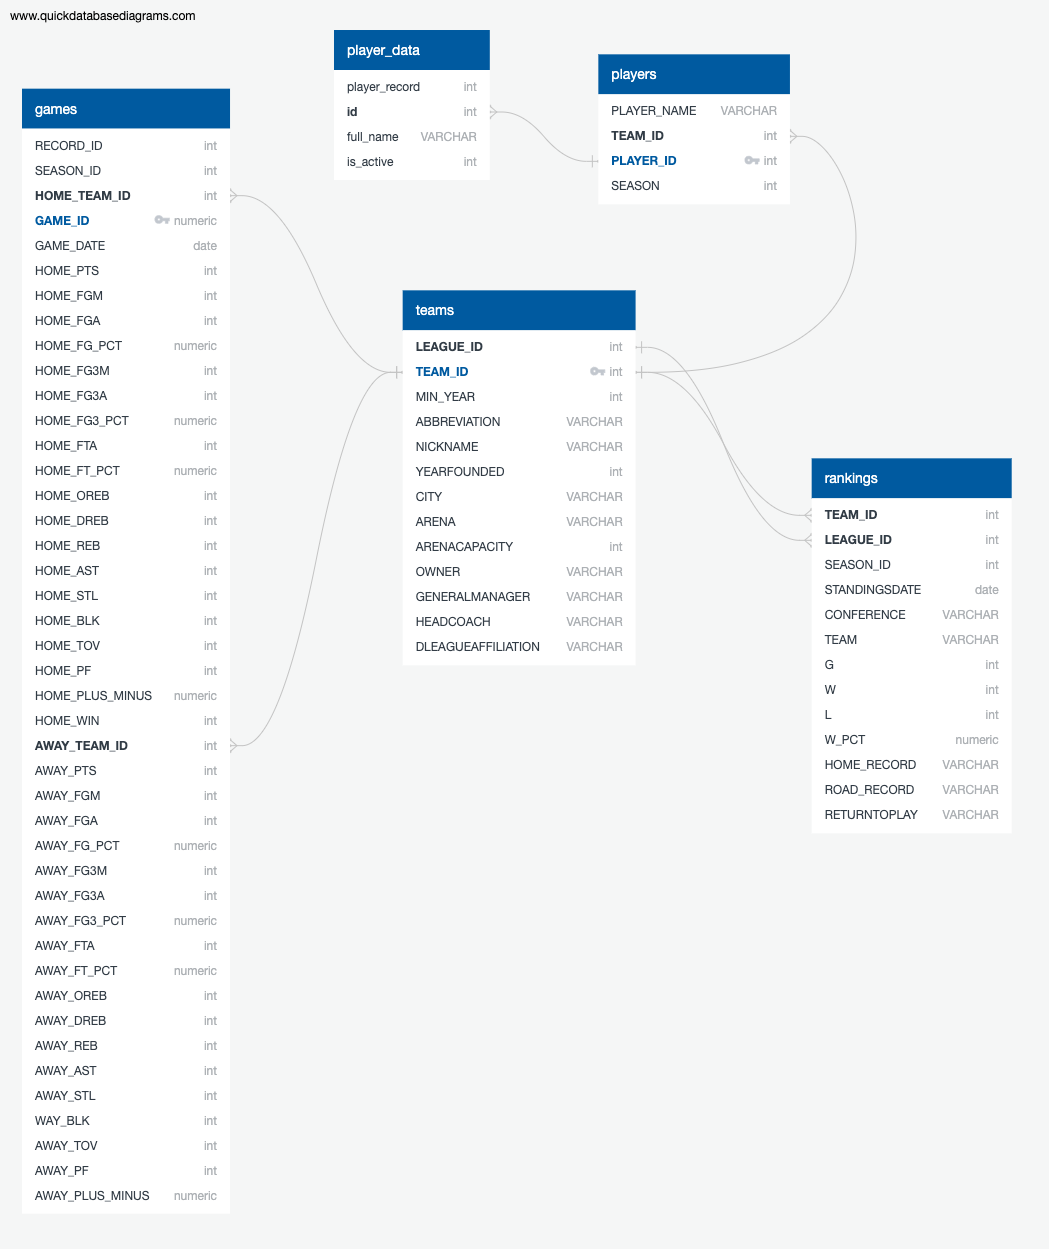 www.quickdatabasediagrams.com
player_data
player_record int
id int
full_name VARCHAR
is_active int
players
PLAYER_NAME VARCHAR
TEAM_ID int
PLAYER_ID int
SEASON int
games
RECORD_ID int
SEASON_ID int
HOME_TEAM_ID int
GAME_ID numeric
GAME_DATE date
HOME_PTS int
HOME_FGM int
HOME_FGA int
HOME_FG_PCT numeric
HOME_FG3M int
HOME_FG3A int
HOME_FG3_PCT numeric
HOME_FTA int
HOME_FT_PCT numeric
HOME_OREB int
HOME_DREB int
HOME_REB int
HOME_AST int
HOME_STL int
HOME_BLK int
HOME_TOV int
HOME_PF int
HOME_PLUS_MINUS numeric
HOME_WIN int
AWAY_TEAM_ID int
AWAY_PTS int
AWAY_FGM int
AWAY_FGA int
AWAY_FG_PCT numeric
AWAY_FG3M int
AWAY_FG3A int
AWAY_FG3_PCT numeric
AWAY_FTA int
AWAY_FT_PCT numeric
AWAY_OREB int
AWAY_DREB int
AWAY_REB int
AWAY_AST int
AWAY_STL int
WAY_BLK int
AWAY_TOV int
AWAY_PF int
AWAY_PLUS_MINUS numeric
teams
LEAGUE_ID int
TEAM_ID int
MIN_YEAR int
ABBREVIATION VARCHAR
NICKNAME VARCHAR
YEARFOUNDED int
CITY VARCHAR
ARENA VARCHAR
ARENACAPACITY int
OWNER VARCHAR
GENERALMANAGER VARCHAR
HEADCOACH VARCHAR
DLEAGUEAFFILIATION VARCHAR
rankings
TEAM_ID int
LEAGUE_ID int
SEASON_ID int
STANDINGSDATE date
CONFERENCE VARCHAR
TEAM VARCHAR
G int
W int
L int
W_PCT numeric
HOME_RECORD VARCHAR
ROAD_RECORD VARCHAR
RETURNTOPLAY VARCHAR